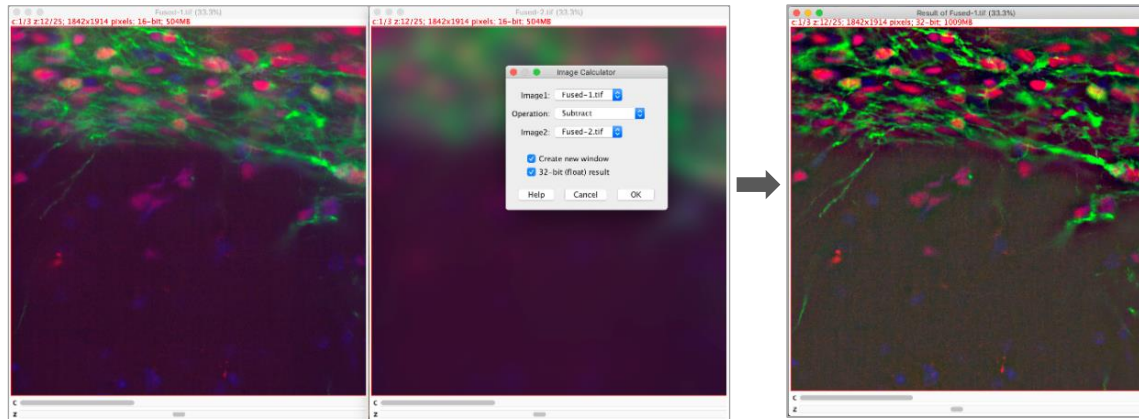 Fused-1.tif (33.3%)
c:1/3 z:12/25; 1842x1914 pixels; 16-bit; 504MB
c
z
Fused-2.tif (33.3%)
c:1/3 z:12/25; 1842x1914 pixels; 16-bit; 504MB
Image Calculator
Image1: Fused-1.tif
Operation: Subtract
Image2: Fused-2.tif
Create new window
32-bit (float) result
Help Cancel OK
c
z
Result of Fused-1.tif (33.3%)
c:1/3 z:12/25; 1842x1914 pixels; 32-bit; 1009MB
c
z